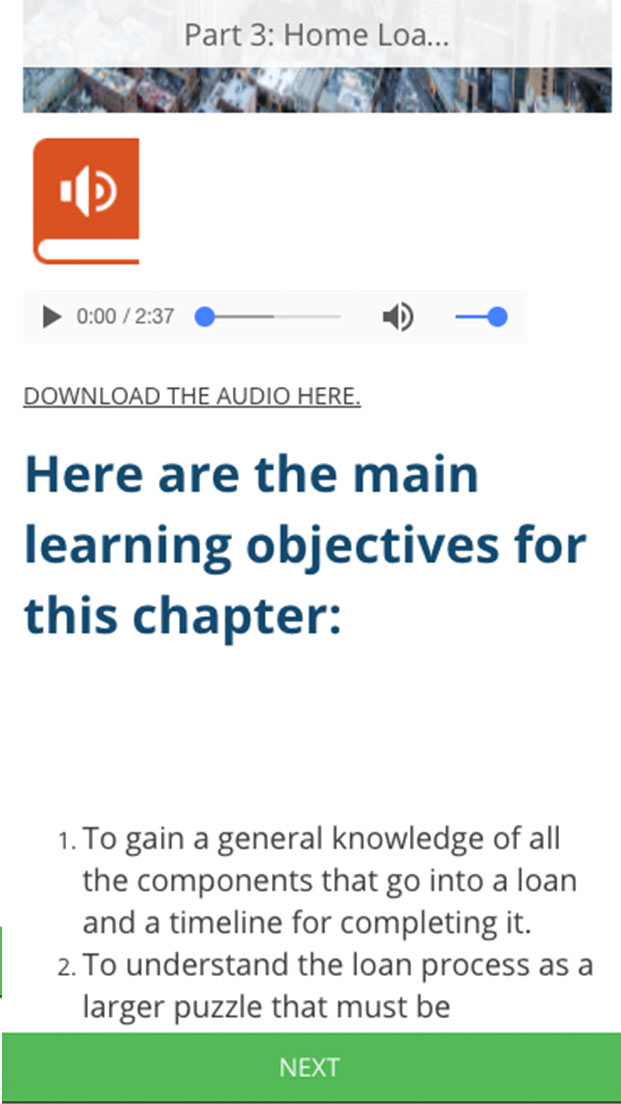 Part 3: Home Loa...
0:00 / 2:37
DOWNLOAD THE AUDIO HERE.
Here are the main
learning objectives for
this chapter:
1. To gain a general knowledge of all
the components that go into a loan
and a timeline for completing it.
2. To understand the loan process as a
larger puzzle that must be
NEXT